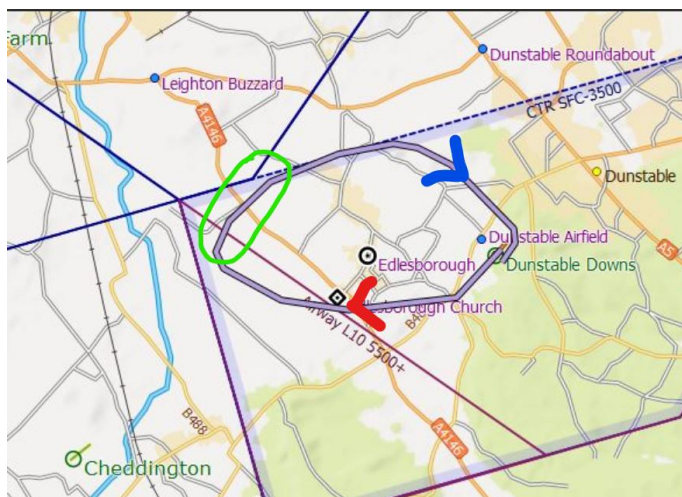 Farm
Leighton Buzzard
Dunstable Roundabout
A4146
CTR SFC-3500
Dunstable
A5
Dunstable Airfield
Dunstable Downs
Edlesborough
Church
Airway L10 5500+
A4146
B488
Cheddington